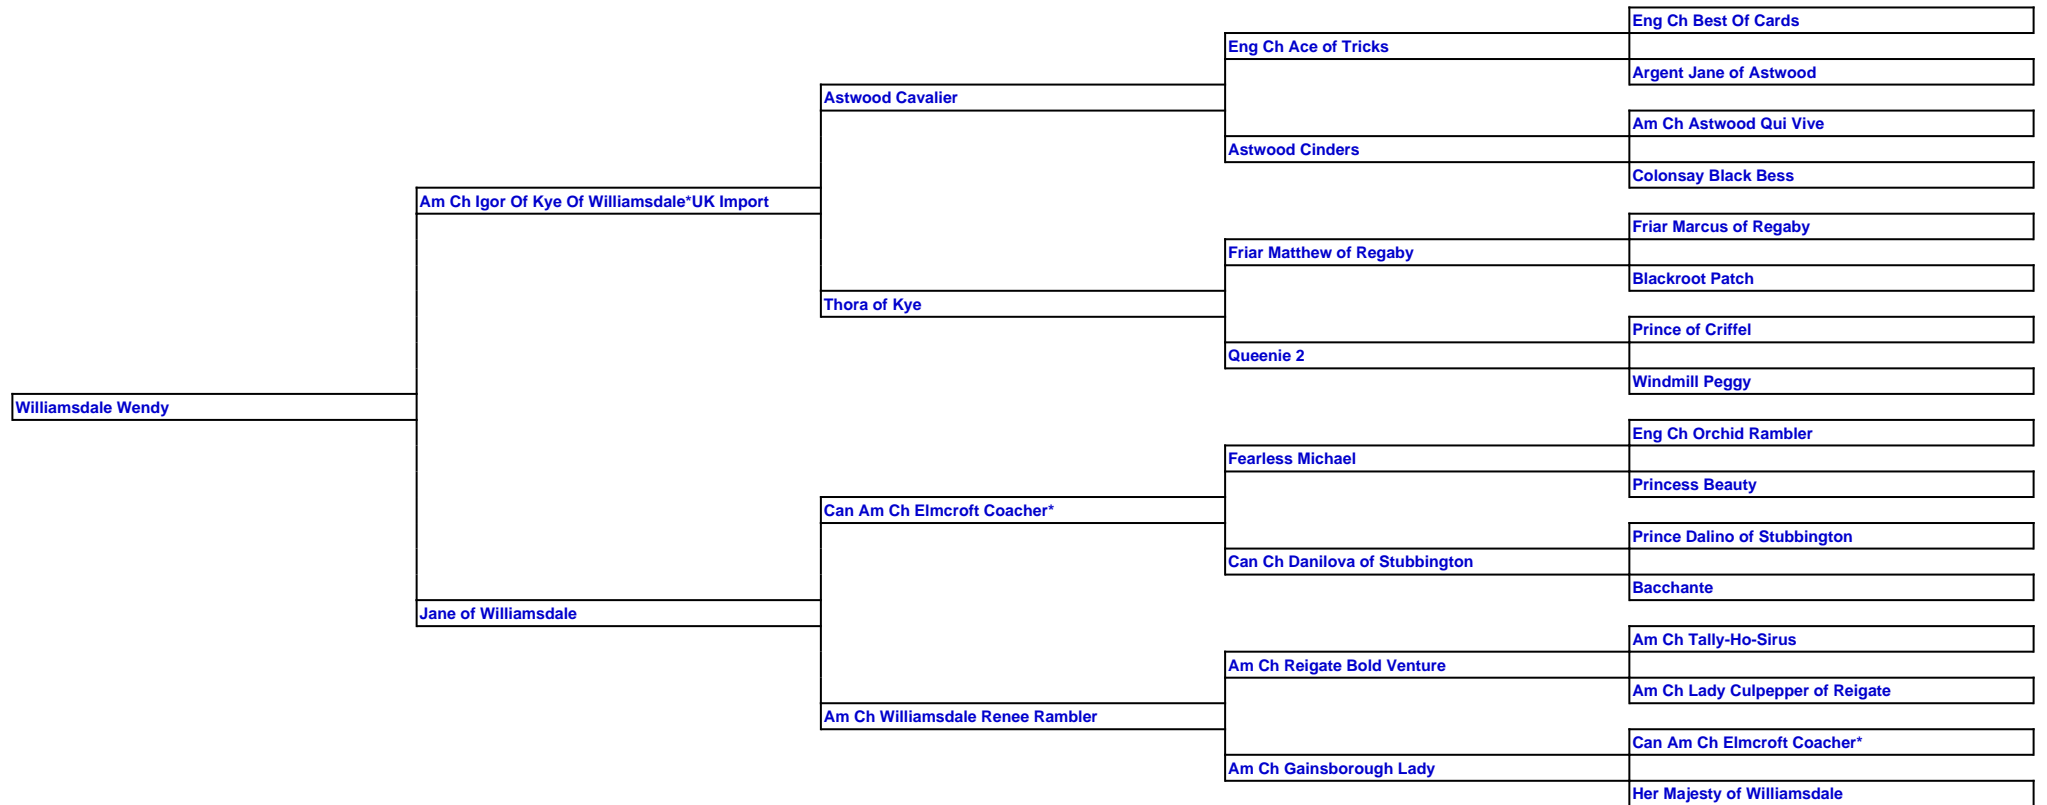 Eng Ch Best Of Cards
Eng Ch Ace of Tricks
Argent Jane of Astwood
Astwood Cavalier
Am Ch Astwood Qui Vive
Astwood Cinders
Colonsay Black Bess
Am Ch Igor Of Kye Of Williamsdale*UK Import
Friar Marcus of Regaby
Friar Matthew of Regaby
Blackroot Patch
Thora of Kye
Prince of Criffel
Queenie 2
Windmill Peggy
Williamsdale Wendy
Eng Ch Orchid Rambler
Fearless Michael
Princess Beauty
Can Am Ch Elmcroft Coacher*
Prince Dalino of Stubbington
Can Ch Danilova of Stubbington
Bacchante
Jane of Williamsdale
Am Ch Tally-Ho-Sirus
Am Ch Reigate Bold Venture
Am Ch Lady Culpepper of Reigate
Am Ch Williamsdale Renee Rambler
Can Am Ch Elmcroft Coacher*
Am Ch Gainsborough Lady
Her Majesty of Williamsdale